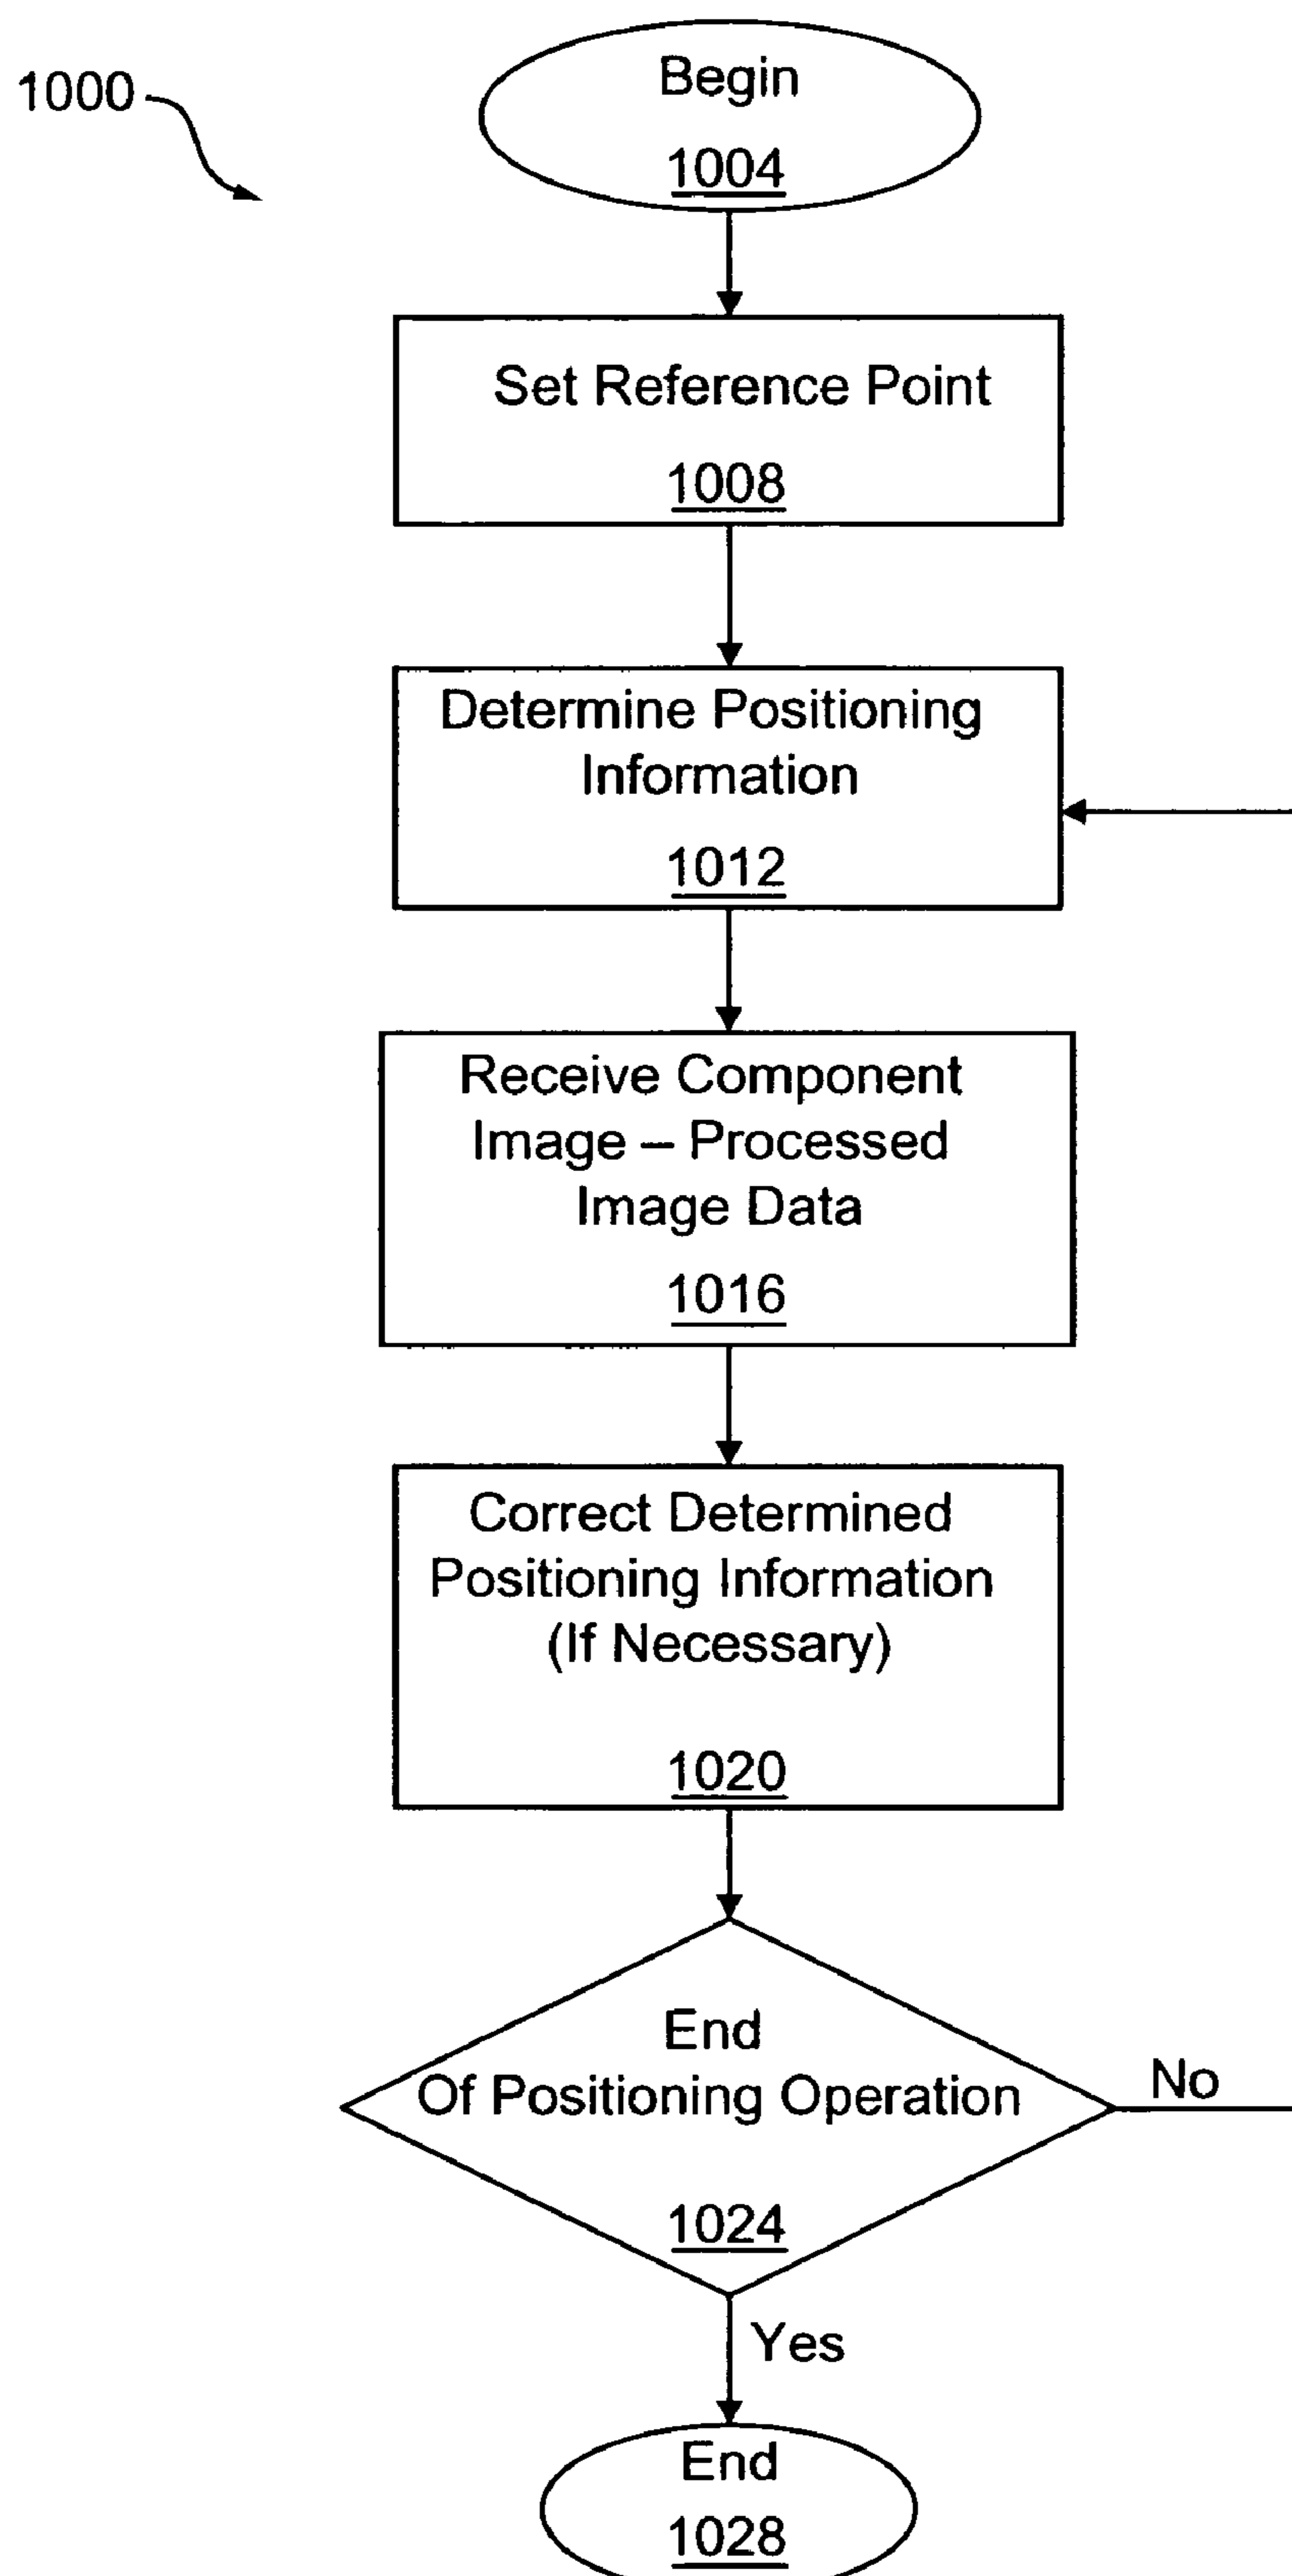 1000
Begin
1004
Set Reference Point
1008
Determine Positioning
Information
1012
Receive Component
Image – Processed
Image Data
1016
Correct Determined
Positioning Information
(If Necessary)
1020
End
Of Positioning Operation
No
1024
Yes
End
1028